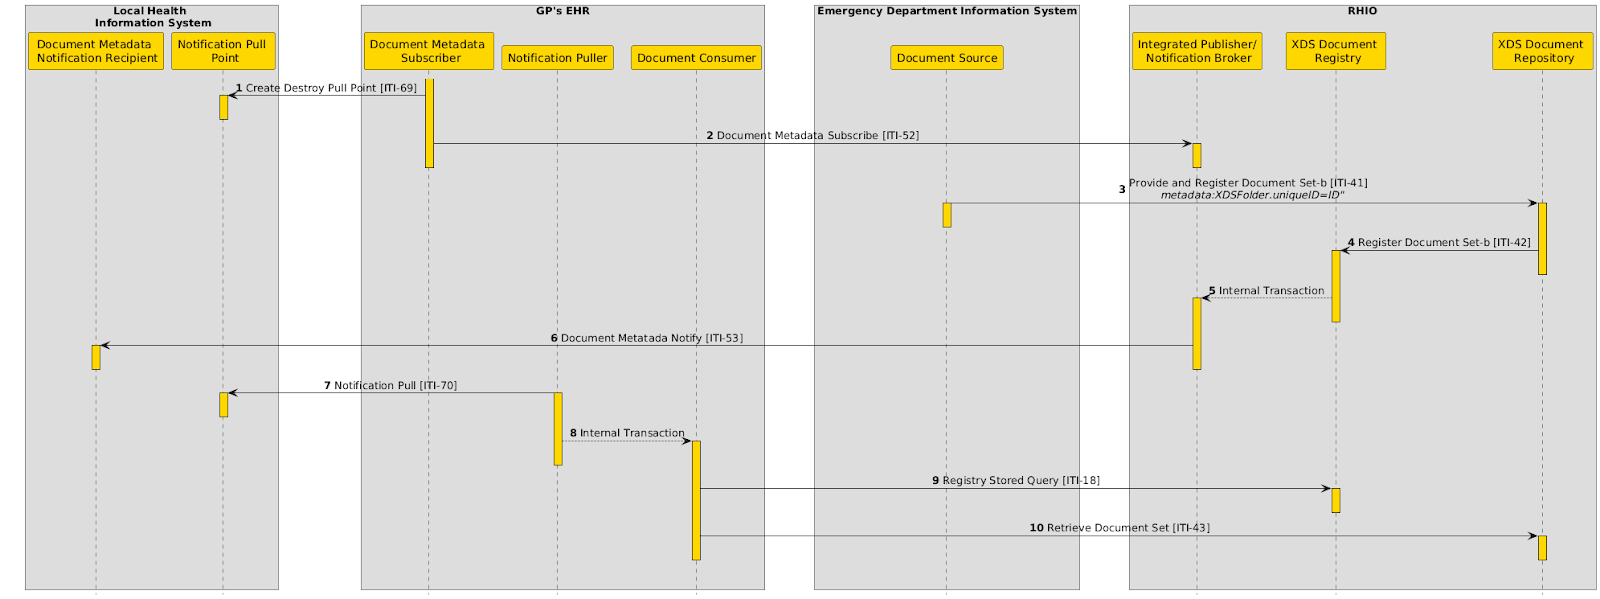 Local Health
Information System
GP's EHR
Emergency Department Information System
RHIO
Document Metadata
Notification Recipient
Notification Pull
Point
Document Metadata
Subscriber
Notification Puller
Document Consumer
Document Source
Integrated Publisher/
Notification Broker
XDS Document
Registry
XDS Document
Repository
1 Create Destroy Pull Point [ITI-69]
2 Document Metadata Subscribe [ITI-52]
3 Provide and Register Document Set-b [ITI-41]
metadata:XDSFolder.uniqueID=ID"
4 Register Document Set-b [ITI-42]
5 Internal Transaction
6 Document Metatada Notify [ITI-53]
7 Notification Pull [ITI-70]
8 Internal Transaction
9 Registry Stored Query [ITI-18]
10 Retrieve Document Set [ITI-43]